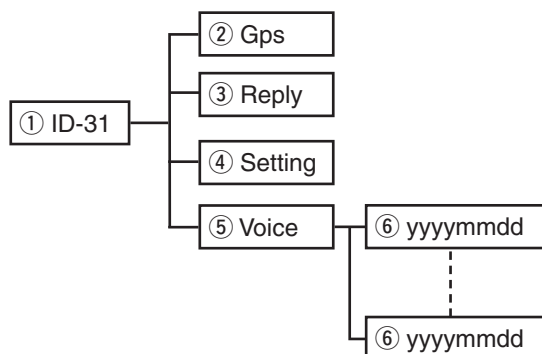 ② Gps
③ Reply
① ID-31
④ Setting
⑤ Voice
⑥ yyyymmdd
⑥ yyyymmdd